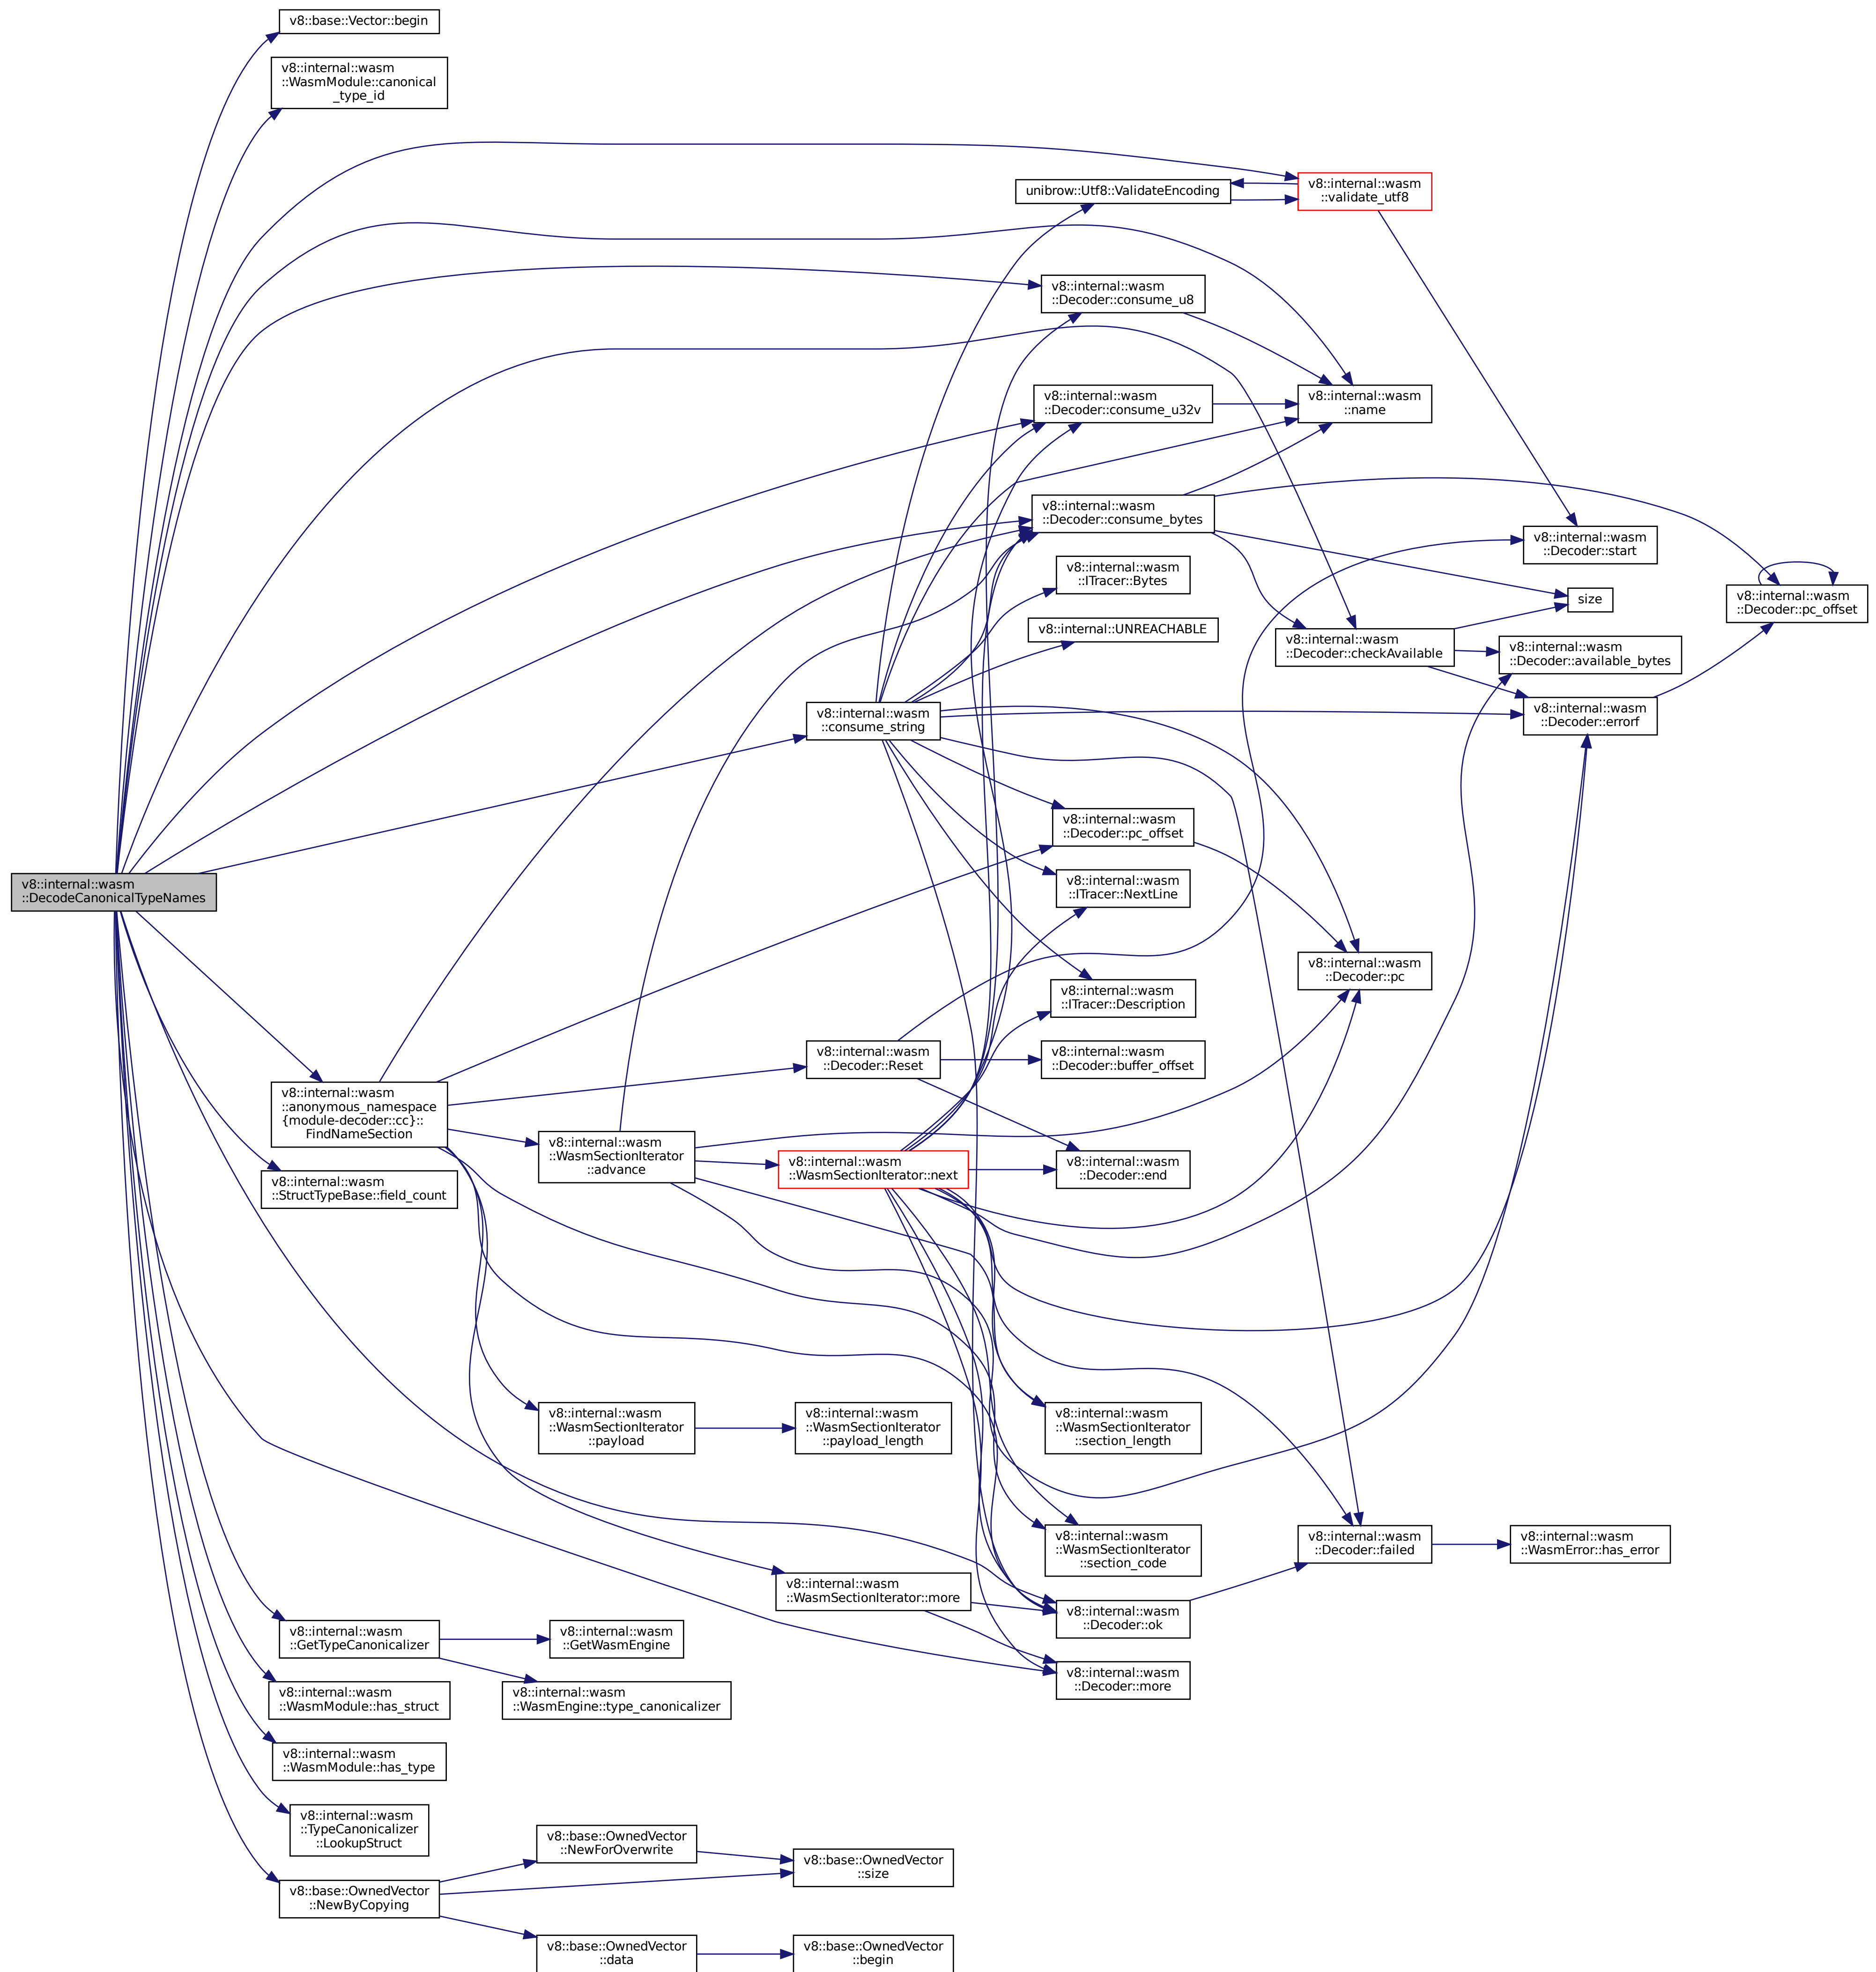 v8::base::Vector::begin
v8::internal::wasm
::WasmModule::canonical
_type_id
unibrow::Utf8::ValidateEncoding
v8::internal::wasm
::validate_utf8
v8::internal::wasm
::Decoder::consume_u8
v8::internal::wasm
::Decoder::consume_u32v
v8::internal::wasm
::name
v8::internal::wasm
::Decoder::consume_bytes
v8::internal::wasm
::Decoder::start
v8::internal::wasm
::ITracer::Bytes
size
v8::internal::wasm
::Decoder::pc_offset
v8::internal::UNREACHABLE
v8::internal::wasm
::Decoder::checkAvailable
v8::internal::wasm
::Decoder::available_bytes
v8::internal::wasm
::consume_string
v8::internal::wasm
::Decoder::errorf
v8::internal::wasm
::Decoder::pc_offset
v8::internal::wasm
::DecodeCanonicalTypeNames
v8::internal::wasm
::ITracer::NextLine
v8::internal::wasm
::Decoder::pc
v8::internal::wasm
::ITracer::Description
v8::internal::wasm
::Decoder::Reset
v8::internal::wasm
::Decoder::buffer_offset
v8::internal::wasm
::anonymous_namespace
{module-decoder::cc}::
FindNameSection
v8::internal::wasm
::WasmSectionIterator
::advance
v8::internal::wasm
::WasmSectionIterator::next
v8::internal::wasm
::Decoder::end
v8::internal::wasm
::StructTypeBase::field_count
v8::internal::wasm
::WasmSectionIterator
::payload
v8::internal::wasm
::WasmSectionIterator
::payload_length
v8::internal::wasm
::WasmSectionIterator
::section_length
v8::internal::wasm
::WasmSectionIterator
::section_code
v8::internal::wasm
::Decoder::failed
v8::internal::wasm
::WasmError::has_error
v8::internal::wasm
::WasmSectionIterator::more
v8::internal::wasm
::Decoder::ok
v8::internal::wasm
::GetTypeCanonicalizer
v8::internal::wasm
::GetWasmEngine
v8::internal::wasm
::Decoder::more
v8::internal::wasm
::WasmModule::has_struct
v8::internal::wasm
::WasmEngine::type_canonicalizer
v8::internal::wasm
::WasmModule::has_type
v8::internal::wasm
::TypeCanonicalizer
::LookupStruct
v8::base::OwnedVector
::NewForOverwrite
v8::base::OwnedVector
::size
v8::base::OwnedVector
::NewByCopying
v8::base::OwnedVector
::data
v8::base::OwnedVector
::begin